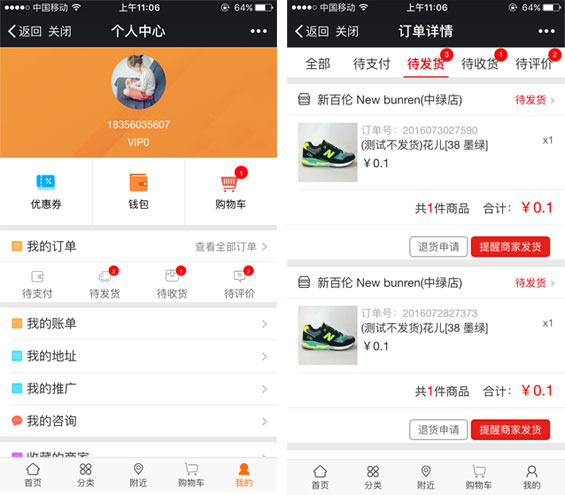 中国移动 上午11:06 64%
返回 关闭 个人中心
18356035607
VIP0
优惠券 钱包 1 购物车
我的订单 查看全部订单
待支付 3 待发货 1 待收货 2 待评价
我的账单
我的地址
我的推广
我的咨询
收藏的商家
首页 分类 附近 购物车 我的
中国移动 上午11:06 64%
返回 关闭 订单详情
全部 待支付 待发货 3 待收货 1 待评价 2
新百伦 New bunren(中绿店) 待发货
订单号：2016073027590
(测试不发货)花儿[38 墨绿] x1
￥0.1
共1件商品 合计：￥0.1
退货申请 提醒商家发货
新百伦 New bunren(中绿店) 待发货
订单号：2016072827373
(测试不发货)花儿[38 墨绿] x1
￥0.1
共1件商品 合计：￥0.1
退货申请 提醒商家发货
首页 分类 附近 购物车 我的